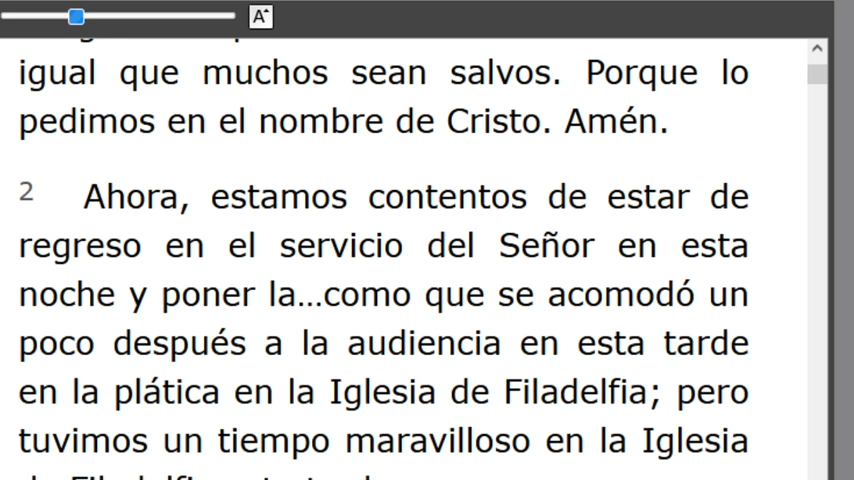 A
igual que muchos sean salvos. Porque lo
pedimos en el nombre de Cristo. Amén.
2 Ahora, estamos contentos de estar de
regreso en el servicio del Señor en esta
noche y poner la...como que se acomodó un
poco después a la audiencia en esta tarde
en la plática en la Iglesia de Filadelfia; pero
tuvimos un tiempo maravilloso en la Iglesia